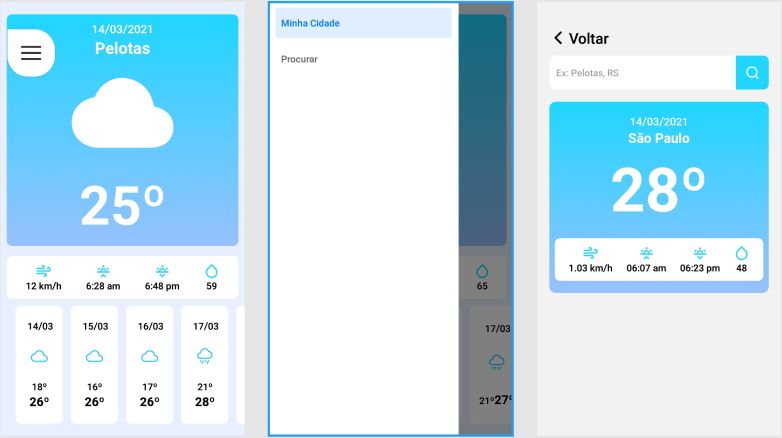 14/03/2021
Pelotas
25º
12 km/h 6:28 am 6:48 pm 59
14/03 15/03 16/03 17/03
18º 16º 17º 21º
26º 26º 26º 28º
Minha Cidade
Procurar
65
17/03
21º 27º
Voltar
Ex: Pelotas, RS
14/03/2021
São Paulo
28º
1.03 km/h 06:07 am 06:23 pm 48